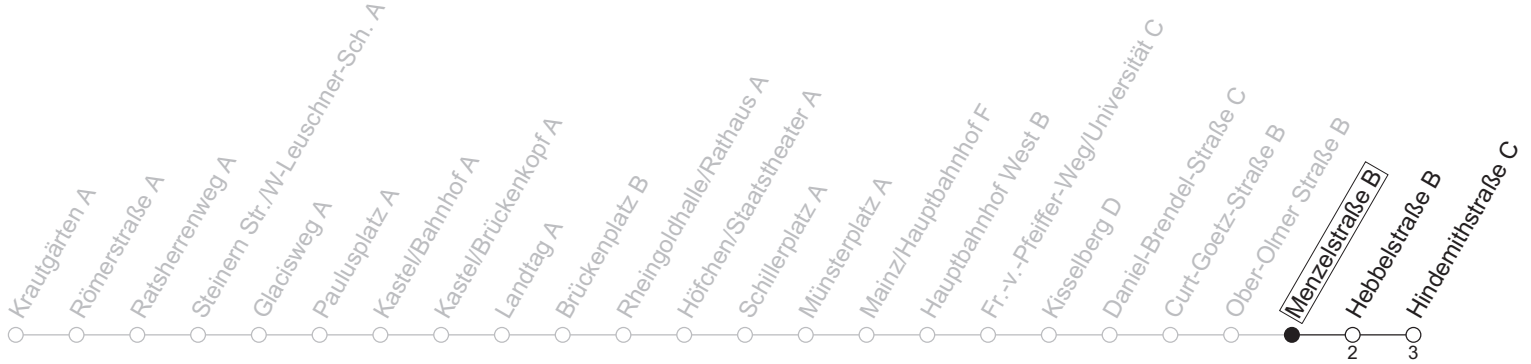 Krautgärten A
Römerstraße A
Ratsherrenweg A
Steinern Str./W-Leuschner-Sch. A
Glacisweg A
Paulusplatz A
Kastel/Bahnhof A
Kastel/Brückenkopf A
Landtag A
Brückenplatz B
Rheingoldhalle/Rathaus A
Höfchen/Staatstheater A
Schillerplatz A
Münsterplatz A
Mainz/Hauptbahnhof F
Hauptbahnhof West B
Fr.-v.-Pfeiffer-Weg/Universität C
Kisselberg D
Daniel-Brendel-Straße C
Curt-Goetz-Straße B
Ober-Olmer Straße B
Menzelstraße B
Hebbelstraße B
Hindemithstraße C
2
3